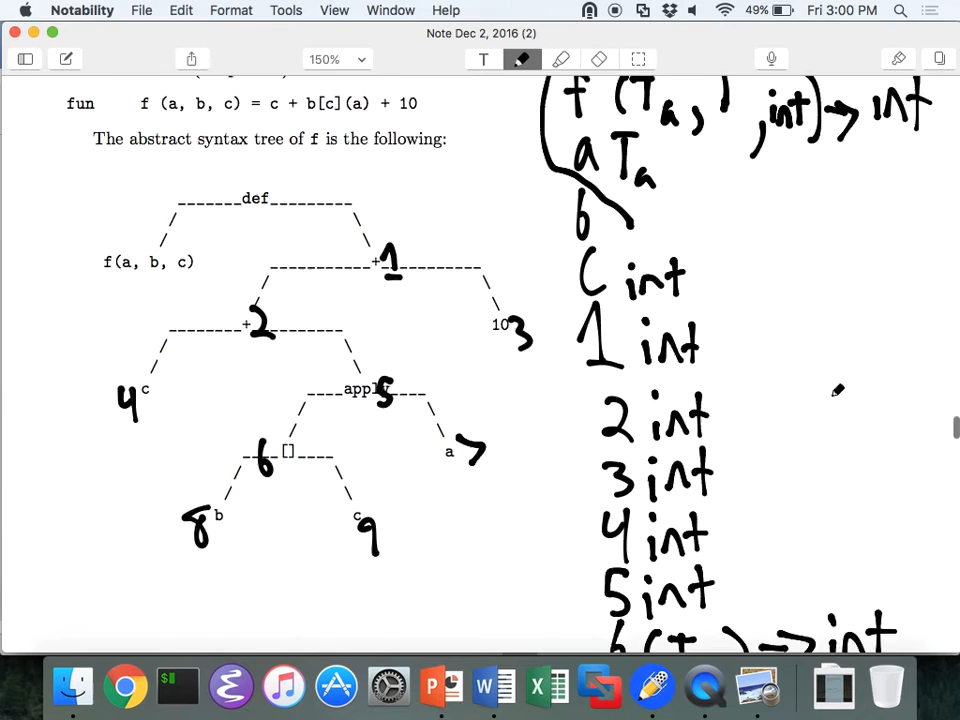 Notability File Edit Format Tools View Window Help 49% Fri 3:00 PM
Note Dec 2, 2016 (2)
150% T
fun f (a, b, c) = c + b[c](a) + 10
The abstract syntax tree of f is the following:
def
f(a, b, c) + 1
+ 2 10 3
4 c apply 5
6 [] a 7
8 b c 9
f (Ta, , int) → int
a Ta
b
c int
1 int
2 int
3 int
4 int
5 int
6 ( ) → int
$
P W X